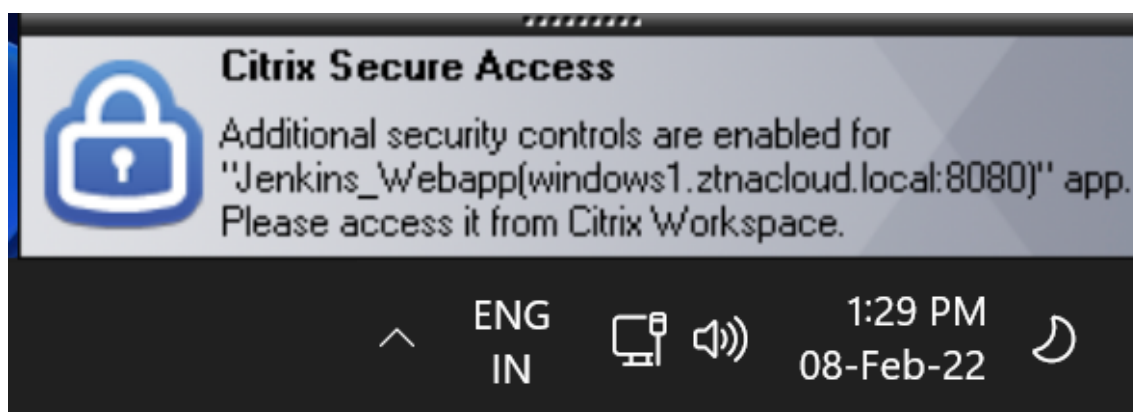 Citrix Secure Access
Additional security controls are enabled for
"Jenkins_Webapp(windows1.ztnacloud.local:8080)" app.
Please access it from Citrix Workspace.
ENG
IN
1:29 PM
08-Feb-22